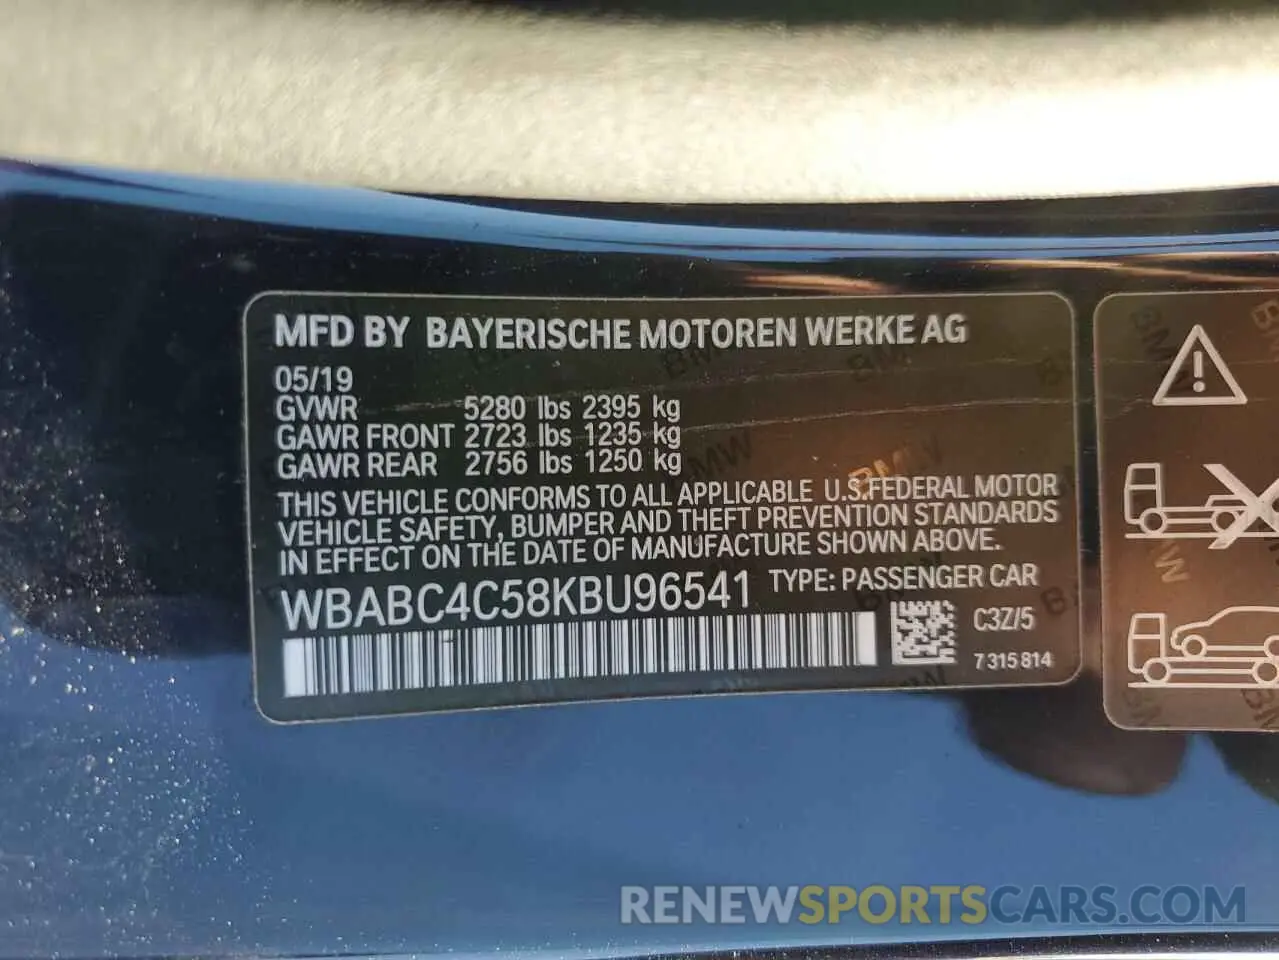 MFD BY BAYERISCHE MOTOREN WERKE AG
05/19
GVWR 5280 lbs 2395 kg
GAWR FRONT 2723 lbs 1235 kg
GAWR REAR 2756 lbs 1250 kg
THIS VEHICLE CONFORMS TO ALL APPLICABLE U.S.FEDERAL MOTOR
VEHICLE SAFETY, BUMPER AND THEFT PREVENTION STANDARDS
IN EFFECT ON THE DATE OF MANUFACTURE SHOWN ABOVE.
WBABC4C58KBU96541 TYPE: PASSENGER CAR
C3Z/5
7 315 814
RENEWSPORTSCARS.COM